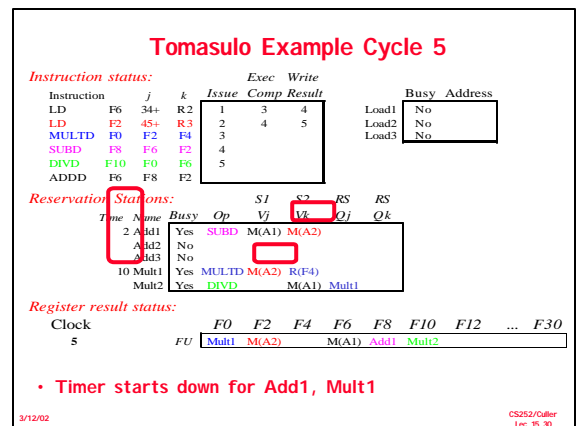 Tomasulo Example Cycle 5
Instruction status: Exec Write
Instruction j k Issue Comp Result Busy Address
LD F6 34+ R2 1 3 4 Load1 No
LD F2 45+ R3 2 4 5 Load2 No
MULTD F0 F2 F4 3 Load3 No
SUBD F8 F6 F2 4
DIVD F10 F0 F6 5
ADDD F6 F8 F2
Reservation Stations: S1 S2 RS RS
Time Name Busy Op Vj Vk Qj Qk
2 Add1 Yes SUBD M(A1) M(A2)
Add2 No
Add3 No
10 Mult1 Yes MULTD M(A2) R(F4)
Mult2 Yes DIVD M(A1) Mult1
Register result status:
Clock F0 F2 F4 F6 F8 F10 F12 ... F30
5 FU Mult1 M(A2) M(A1) Add1 Mult2
• Timer starts down for Add1, Mult1
3/12/02 CS252/Culler
Lec 15.30